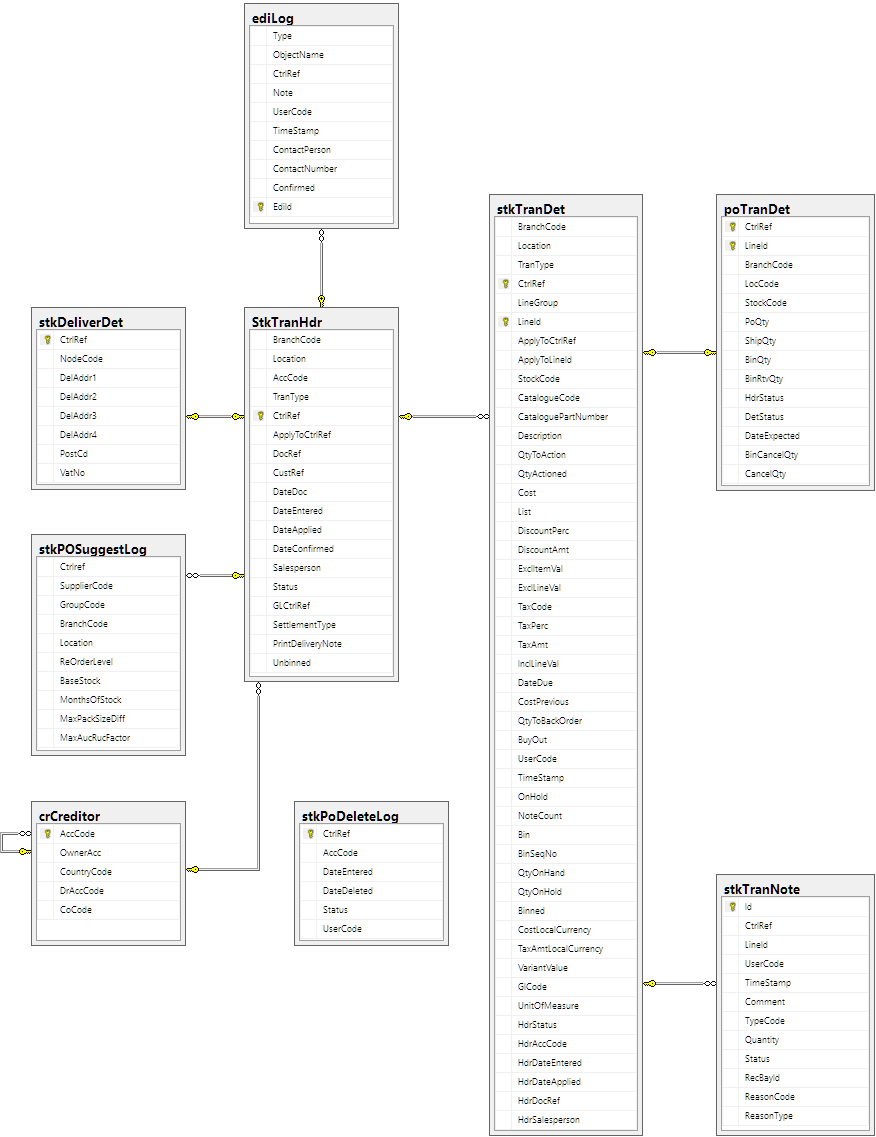 ediLog
Type
ObjectName
CtrlRef
Note
UserCode
TimeStamp
ContactPerson
ContactNumber
Confirmed
EdiId
stkDeliverDet
CtrlRef
NodeCode
DelAddr1
DelAddr2
DelAddr3
DelAddr4
PostCd
VatNo
StkTranHdr
BranchCode
Location
AccCode
TranType
CtrlRef
ApplyToCtrlRef
DocRef
CustRef
DateDoc
DateEntered
DateApplied
DateConfirmed
Salesperson
Status
GLCtrlRef
SettlementType
PrintDeliveryNote
Unbinned
stkPOSuggestLog
Ctrlref
SupplierCode
GroupCode
BranchCode
Location
ReOrderLevel
BaseStock
MonthsOfStock
MaxPackSizeDiff
MaxAucRucFactor
crCreditor
AccCode
OwnerAcc
CountryCode
DrAccCode
CoCode
stkPoDeleteLog
CtrlRef
AccCode
DateEntered
DateDeleted
Status
UserCode
stkTranDet
BranchCode
Location
TranType
CtrlRef
LineGroup
LineId
ApplyToCtrlRef
ApplyToLineId
StockCode
CatalogueCode
CataloguePartNumber
Description
QtyToAction
QtyActioned
Cost
List
DiscountPerc
DiscountAmt
ExclItemVal
ExclLineVal
TaxCode
TaxPerc
TaxAmt
InclLineVal
DateDue
CostPrevious
QtyToBackOrder
BuyOut
UserCode
TimeStamp
OnHold
NoteCount
Bin
BinSeqNo
QtyOnHand
QtyOnHold
Binned
CostLocalCurrency
TaxAmtLocalCurrency
VariantValue
GlCode
UnitOfMeasure
HdrStatus
HdrAccCode
HdrDateEntered
HdrDateApplied
HdrDocRef
HdrSalesperson
poTranDet
CtrlRef
LineId
BranchCode
LocCode
StockCode
PoQty
ShipQty
BinQty
BinRtvQty
HdrStatus
DetStatus
DateExpected
BinCancelQty
CancelQty
stkTranNote
Id
CtrlRef
LineId
UserCode
TimeStamp
Comment
TypeCode
Quantity
Status
RecBayId
ReasonCode
ReasonType